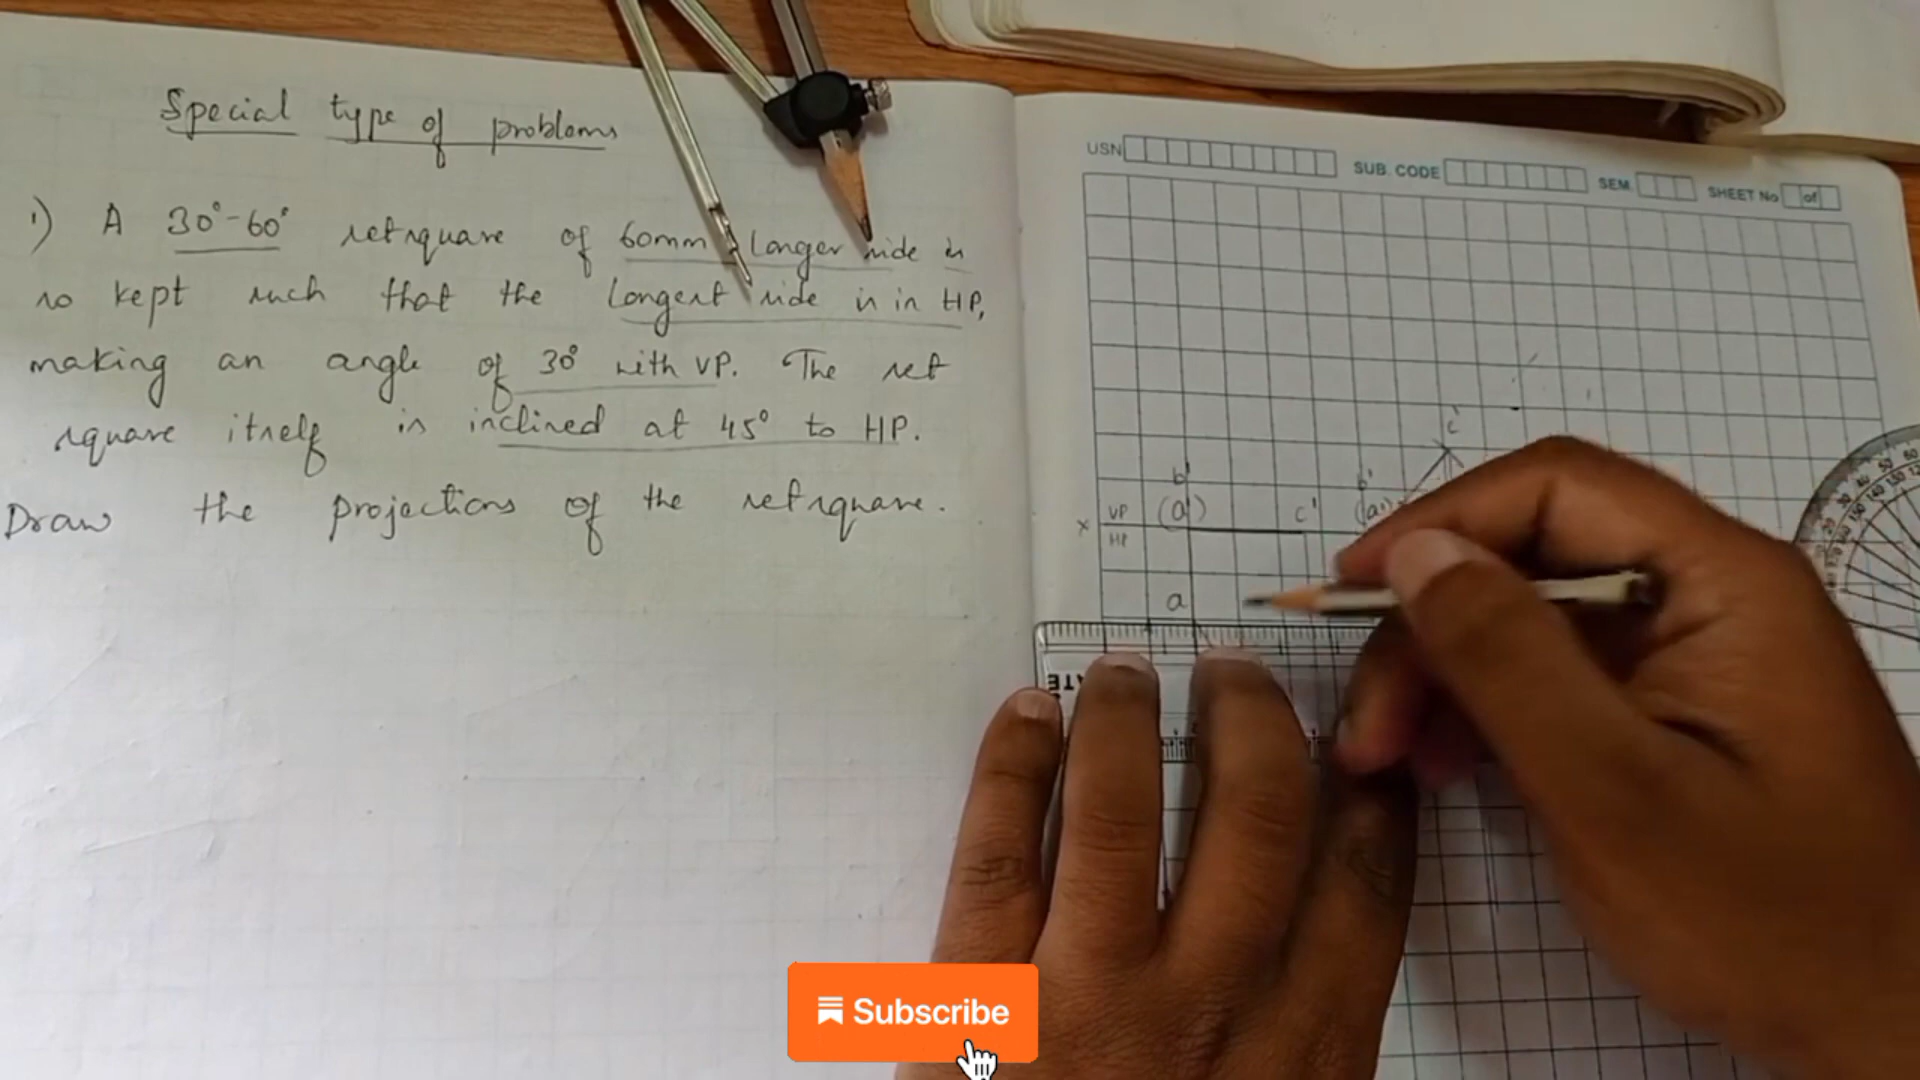 Special type of problems
1) A 30°-60° setsquare of 60mm longer side is
so kept such that the longest side is in HP,
making an angle of 30° with VP. The set
square itself is inclined at 45° to HP.
Draw the projections of the setsquare.
USN SUB. CODE SEM. SHEET No of
c'
b' b'
x VP (a') c' (a')
HP
a
Subscribe